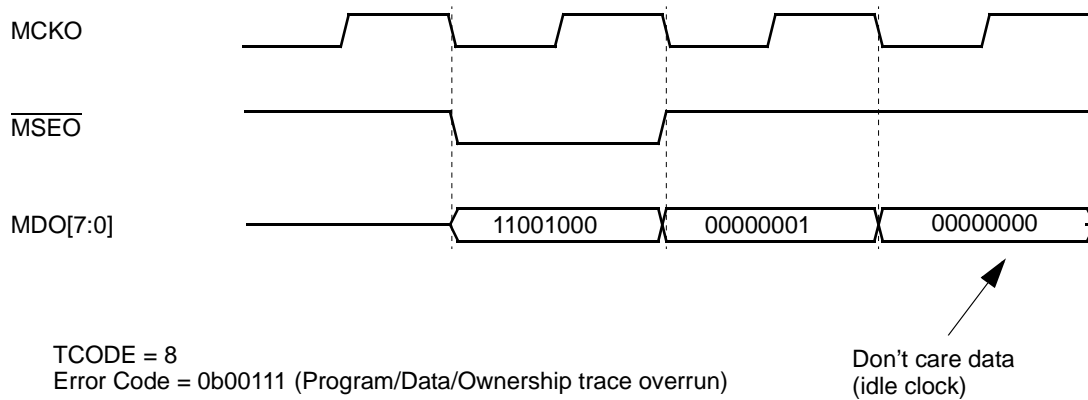 MCKO
MSEO
MDO[7:0]
11001000
00000001
00000000
TCODE = 8
Error Code = 0b00111 (Program/Data/Ownership trace overrun)
Don’t care data
(idle clock)